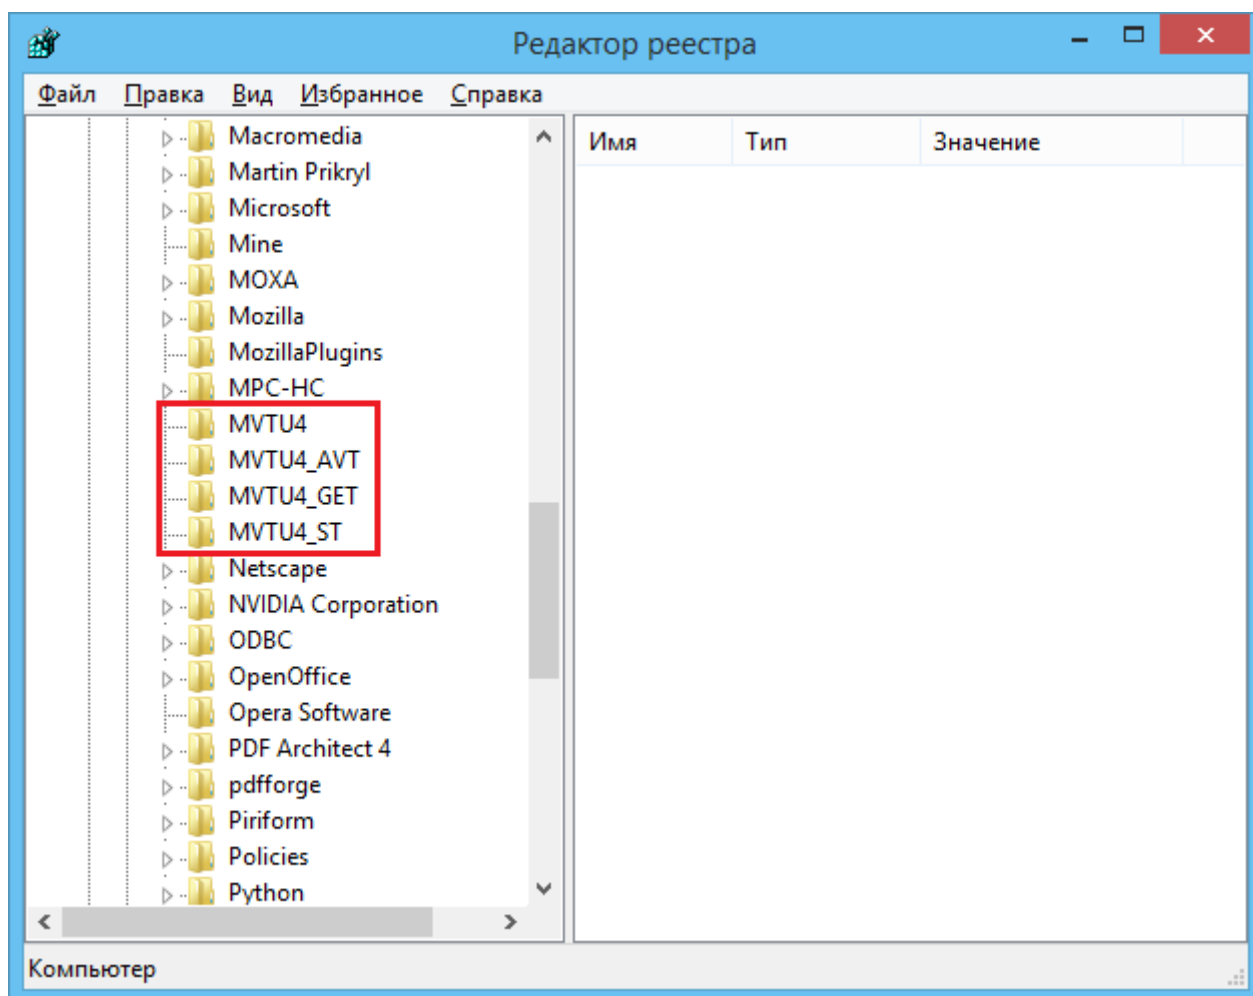 Редактор реестра
Файл Правка Вид Избранное Справка
Имя Тип Значение
Macromedia
Martin Prikryl
Microsoft
Mine
MOXA
Mozilla
MozillaPlugins
MPC-HC
MVTU4
MVTU4_AVT
MVTU4_GET
MVTU4_ST
Netscape
NVIDIA Corporation
ODBC
OpenOffice
Opera Software
PDF Architect 4
pdfforge
Piriform
Policies
Python
Компьютер